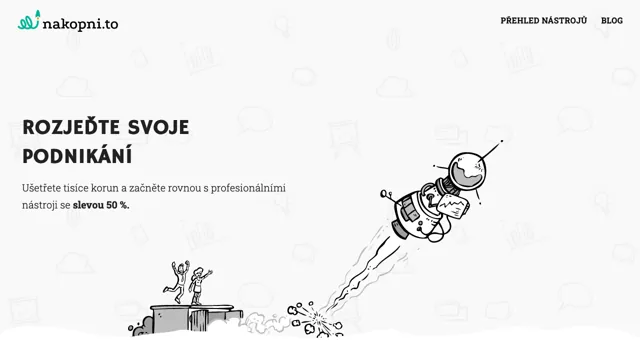 nakopni.to
PŘEHLED NÁSTROJŮ BLOG
ROZJEĎTE SVOJE
PODNIKÁNÍ
Ušetřete tisíce korun a začněte rovnou s profesionálními
nástroji se slevou 50 %.